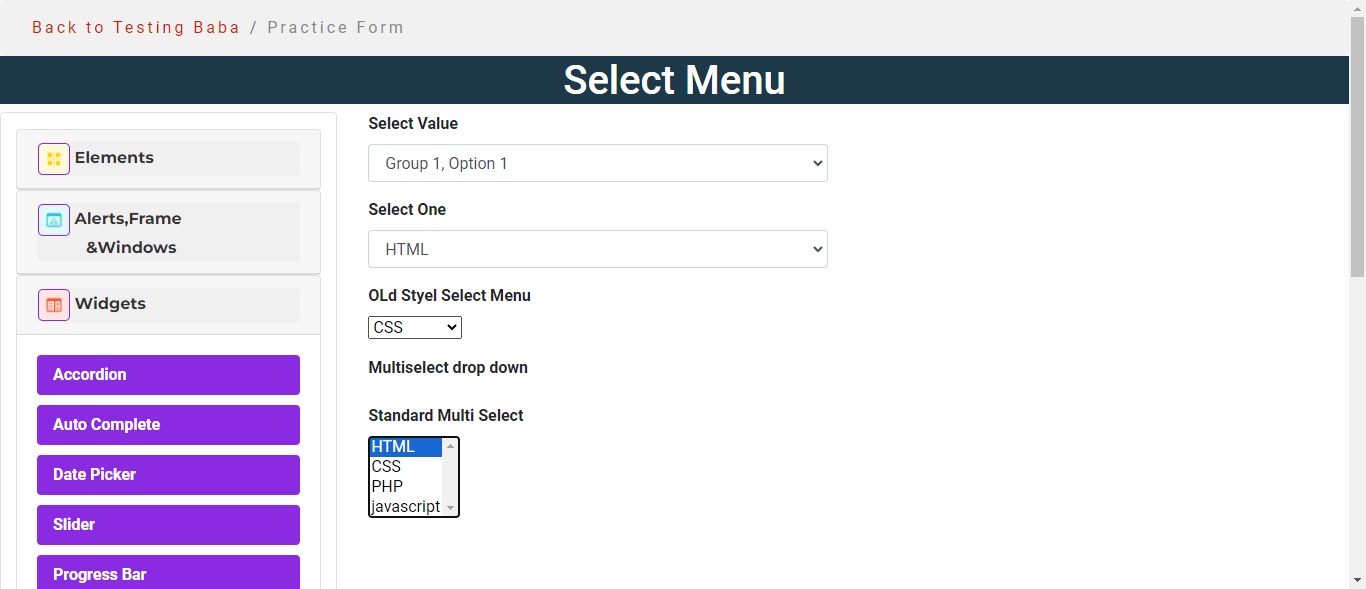 Back to Testing Baba / Practice Form
Select Menu
Elements
Alerts,Frame
&Windows
Widgets
Accordion
Auto Complete
Date Picker
Slider
Progress Bar
Select Value
Group 1, Option 1
Select One
HTML
OLd Styel Select Menu
CSS
Multiselect drop down
Standard Multi Select
HTML
CSS
PHP
javascript